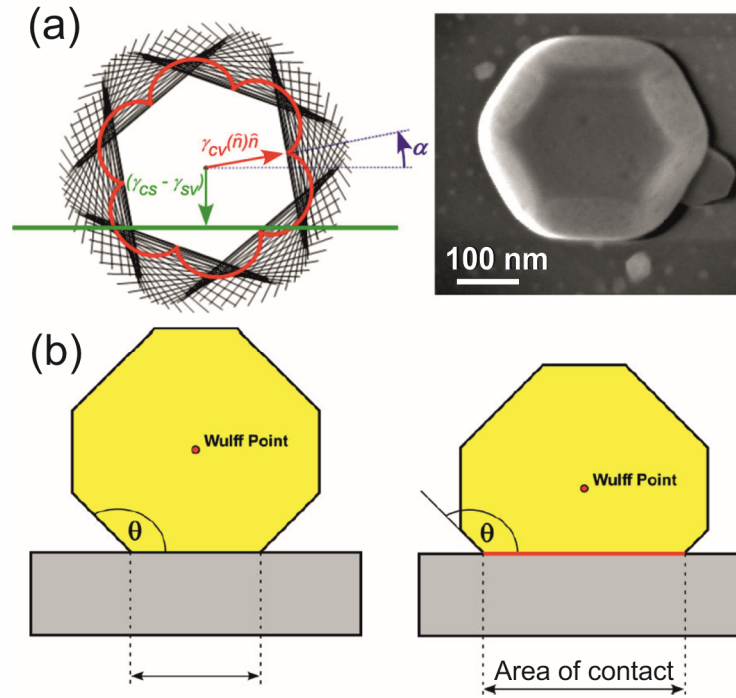 (a)
γcv(n̂)n̂
α
(γcs - γsv)
100 nm
(b)
Wulff Point
θ
Wulff Point
θ
Area of contact